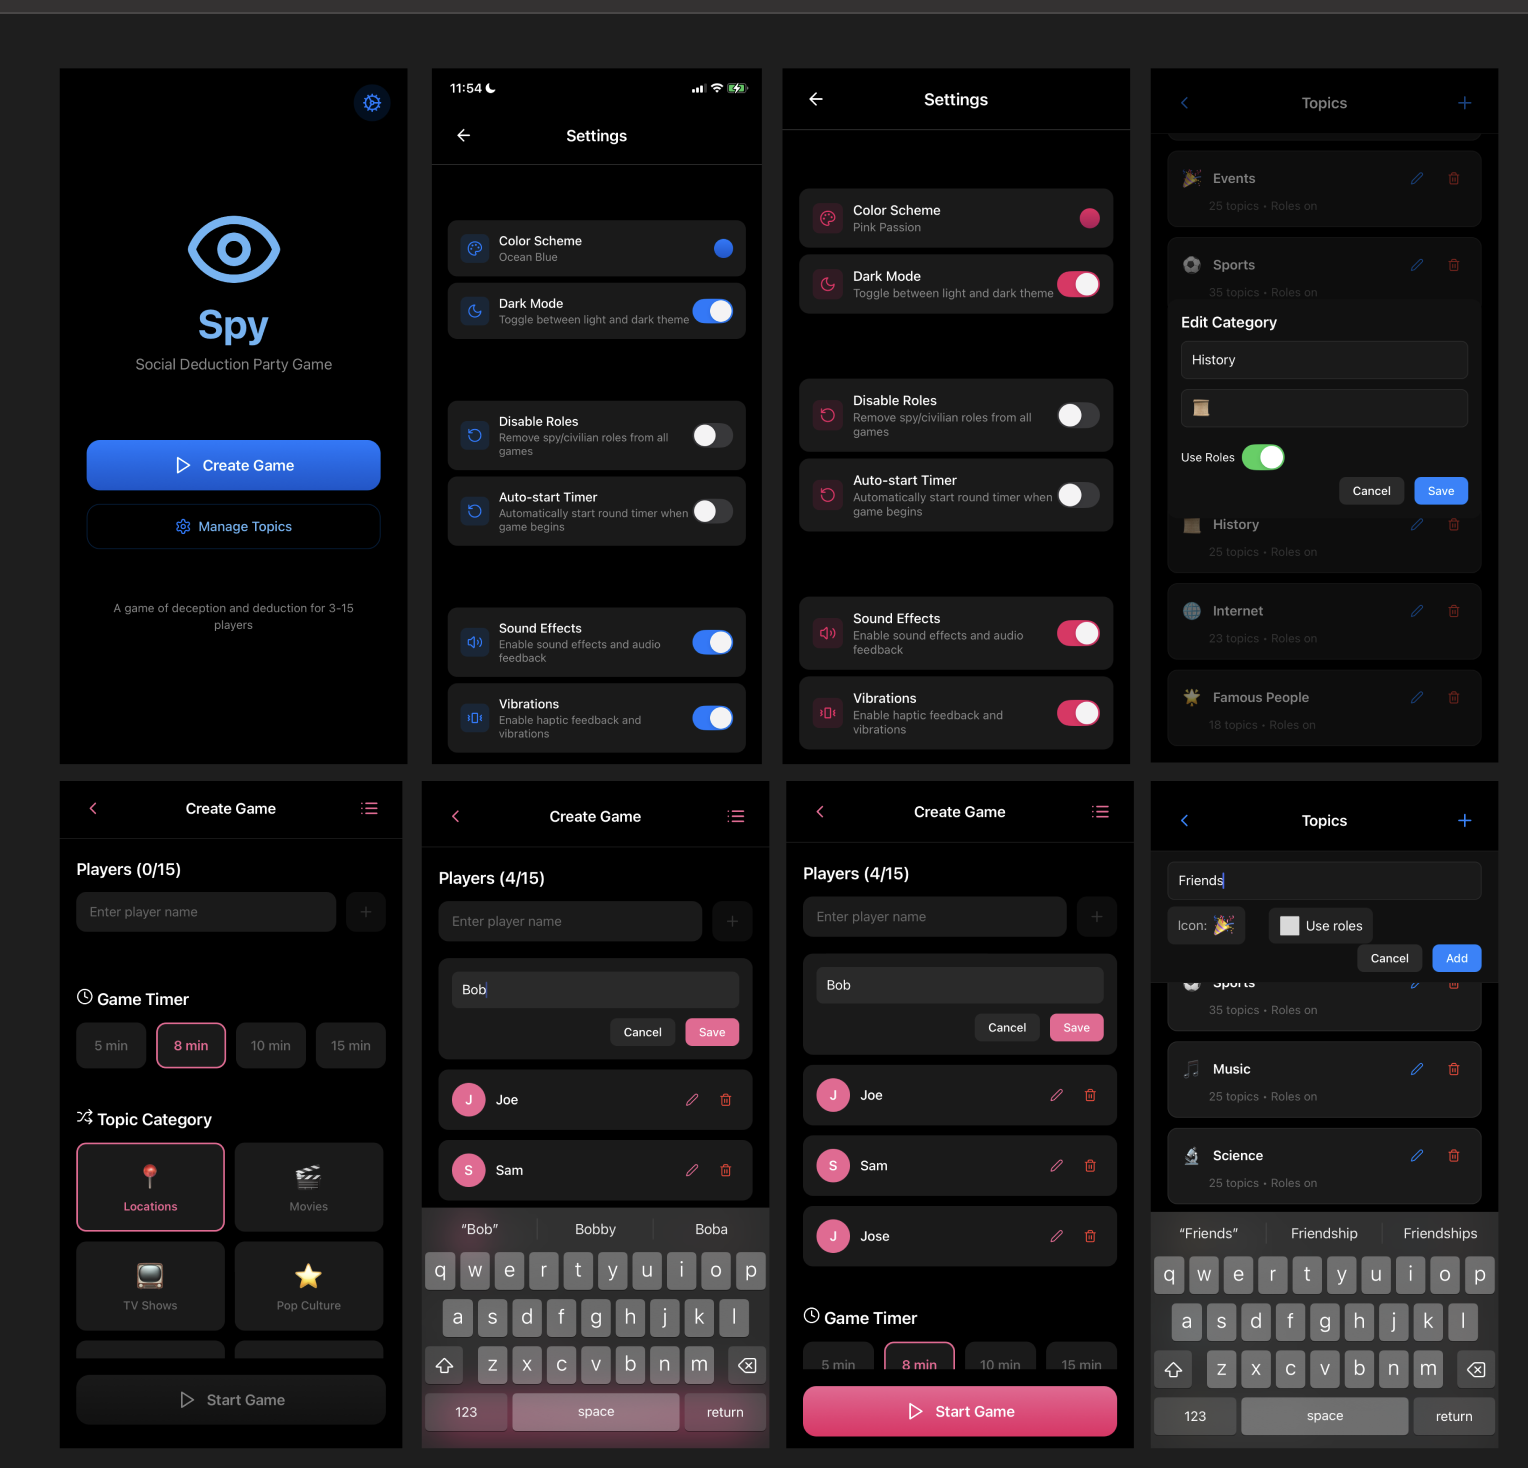 Spy
Social Deduction Party Game
Create Game
Manage Topics
A game of deception and deduction for 3-15
players
11:54
Settings
Color Scheme
Ocean Blue
Dark Mode
Toggle between light and dark theme
Disable Roles
Remove spy/civilian roles from all
games
Auto-start Timer
Automatically start round timer when
game begins
Sound Effects
Enable sound effects and audio
feedback
Vibrations
Enable haptic feedback and
vibrations
Settings
Color Scheme
Pink Passion
Dark Mode
Toggle between light and dark theme
Disable Roles
Remove spy/civilian roles from all
games
Auto-start Timer
Automatically start round timer when
game begins
Sound Effects
Enable sound effects and audio
feedback
Vibrations
Enable haptic feedback and
vibrations
Topics
Events
25 topics • Roles on
Sports
35 topics • Roles on
Edit Category
History
Use Roles
Cancel
Save
History
25 topics • Roles on
Internet
23 topics • Roles on
Famous People
18 topics • Roles on
Create Game
Players (0/15)
Enter player name
Game Timer
5 min
8 min
10 min
15 min
Topic Category
Locations
Movies
TV Shows
Pop Culture
Start Game
Create Game
Players (4/15)
Enter player name
Bob
Cancel
Save
J
Joe
S
Sam
“Bob”
Bobby
Boba
q w e r t y u i o p
a s d f g h j k l
z x c v b n m
123
space
return
Create Game
Players (4/15)
Enter player name
Bob
Cancel
Save
J
Joe
S
Sam
J
Jose
Game Timer
5 min
8 min
10 min
15 min
Start Game
Topics
Friends
Icon:
Use roles
Cancel
Add
Sports
35 topics • Roles on
Music
25 topics • Roles on
Science
25 topics • Roles on
“Friends”
Friendship
Friendships
q w e r t y u i o p
a s d f g h j k l
z x c v b n m
123
space
return